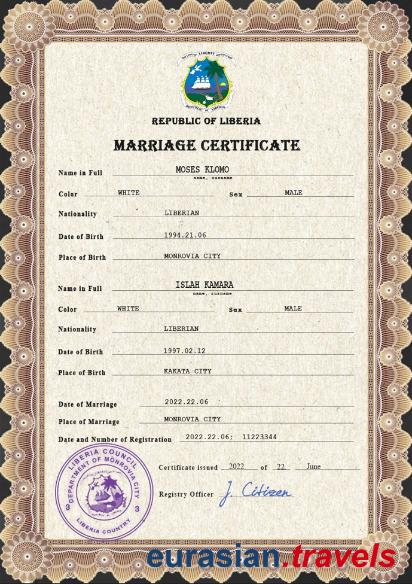 REPUBLIC OF LIBERIA
MARRIAGE CERTIFICATE
Name in Full MOSES KLOMO
Color WHITE Sex MALE
Nationality LIBERIAN
Date of Birth 1994.21.06
Place of Birth MONROVIA CITY
Name in Full ISLAH KAMARA
Color WHITE Sex MALE
Nationality LIBERIAN
Date of Birth 1997.02.12
Place of Birth KAKATA CITY
Date of Marriage 2022.22.06
Place of Marriage MONROVIA CITY
Date and Number of Registration 2022.22.06; 11223344
Certificate issued 2022 of 22 June
Registry Officer J. Citizen
LIBERIA COUNCIL
DEPARTMENT OF MONROVIA CITY
3 3
LIBERIA COUNTRY
eurasian.travels